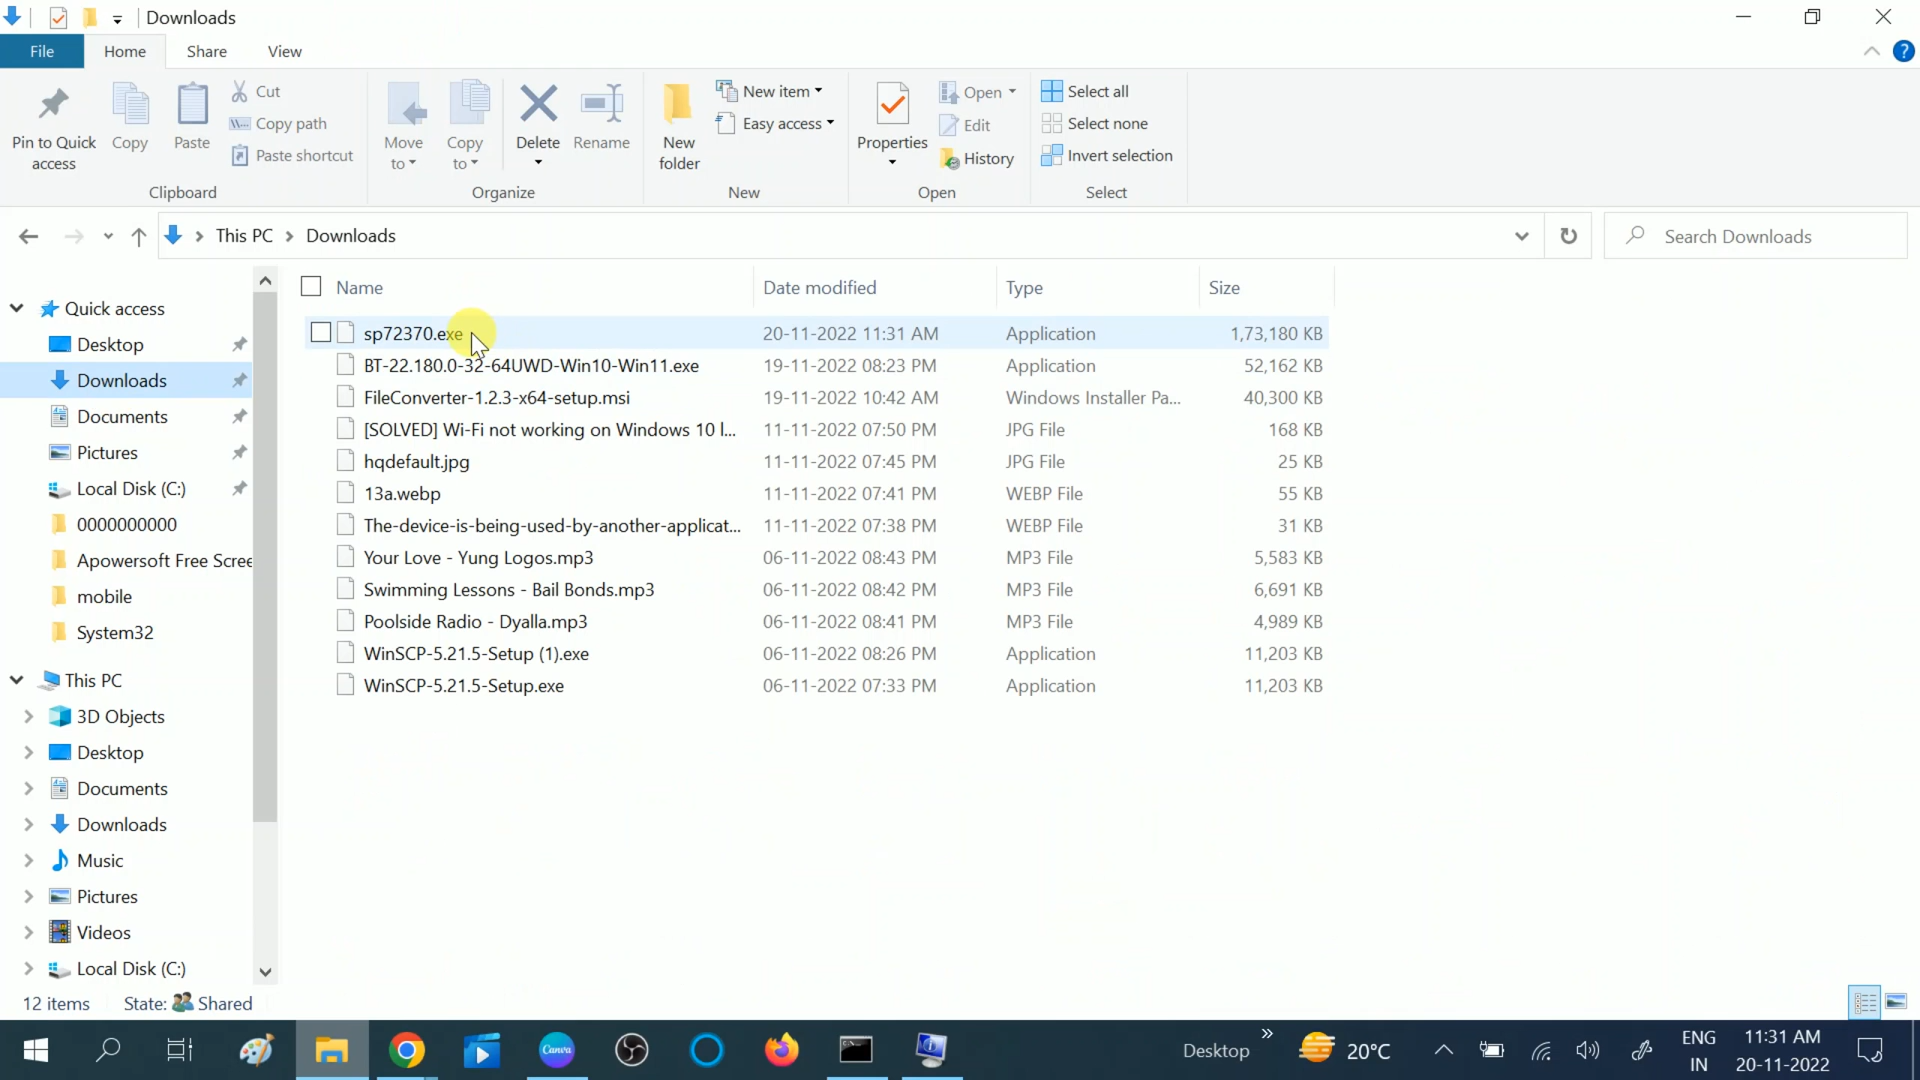 Downloads
File Home Share View
Pin to Quick access
Copy
Paste
Cut
Copy path
Paste shortcut
Clipboard
Move to
Copy to
Delete
Rename
Organize
New folder
New item
Easy access
New
Properties
Open
Edit
History
Open
Select all
Select none
Invert selection
Select
This PC > Downloads
Search Downloads
Quick access
Desktop
Downloads
Documents
Pictures
Local Disk (C:)
0000000000
Apowersoft Free Scree
mobile
System32
This PC
3D Objects
Desktop
Documents
Downloads
Music
Pictures
Videos
Local Disk (C:)
Name Date modified Type Size
sp72370.exe 20-11-2022 11:31 AM Application 1,73,180 KB
BT-22.180.0-32-64UWD-Win10-Win11.exe 19-11-2022 08:23 PM Application 52,162 KB
FileConverter-1.2.3-x64-setup.msi 19-11-2022 10:42 AM Windows Installer Pa... 40,300 KB
[SOLVED] Wi-Fi not working on Windows 10 l... 11-11-2022 07:50 PM JPG File 168 KB
hqdefault.jpg 11-11-2022 07:45 PM JPG File 25 KB
13a.webp 11-11-2022 07:41 PM WEBP File 55 KB
The-device-is-being-used-by-another-applicat... 11-11-2022 07:38 PM WEBP File 31 KB
Your Love - Yung Logos.mp3 06-11-2022 08:43 PM MP3 File 5,583 KB
Swimming Lessons - Bail Bonds.mp3 06-11-2022 08:42 PM MP3 File 6,691 KB
Poolside Radio - Dyalla.mp3 06-11-2022 08:41 PM MP3 File 4,989 KB
WinSCP-5.21.5-Setup (1).exe 06-11-2022 08:26 PM Application 11,203 KB
WinSCP-5.21.5-Setup.exe 06-11-2022 07:33 PM Application 11,203 KB
12 items State: Shared
Canva
Desktop
20°C
ENG
IN
11:31 AM
20-11-2022